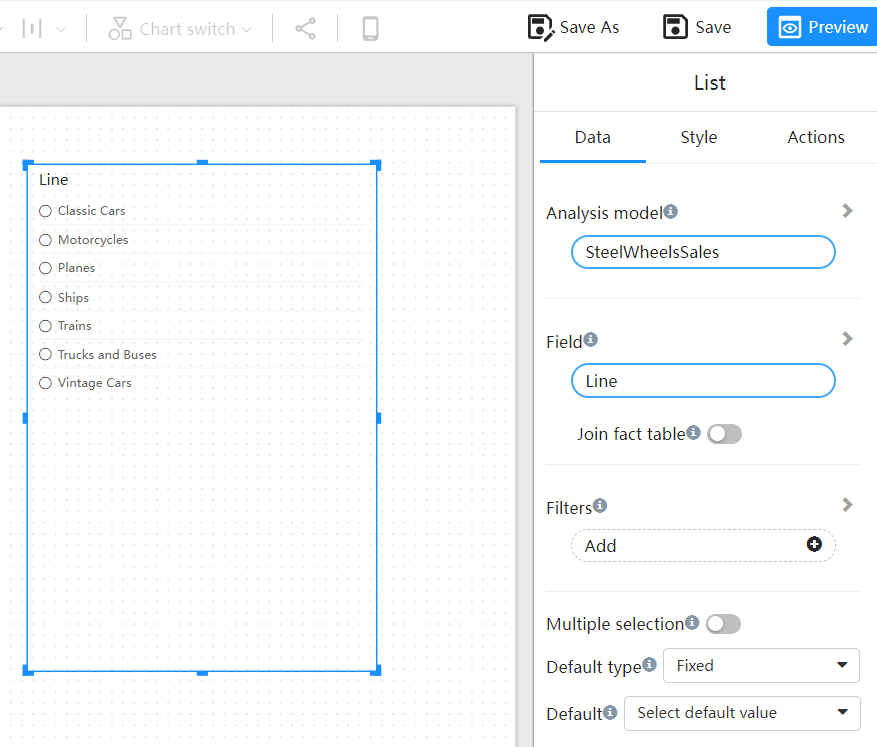 Chart switch
Save As
Save
Preview
Line
Classic Cars
Motorcycles
Planes
Ships
Trains
Trucks and Buses
Vintage Cars
List
Data
Style
Actions
Analysis model
SteelWheelsSales
Field
Line
Join fact table
Filters
Add
Multiple selection
Default type
Fixed
Default
Select default value